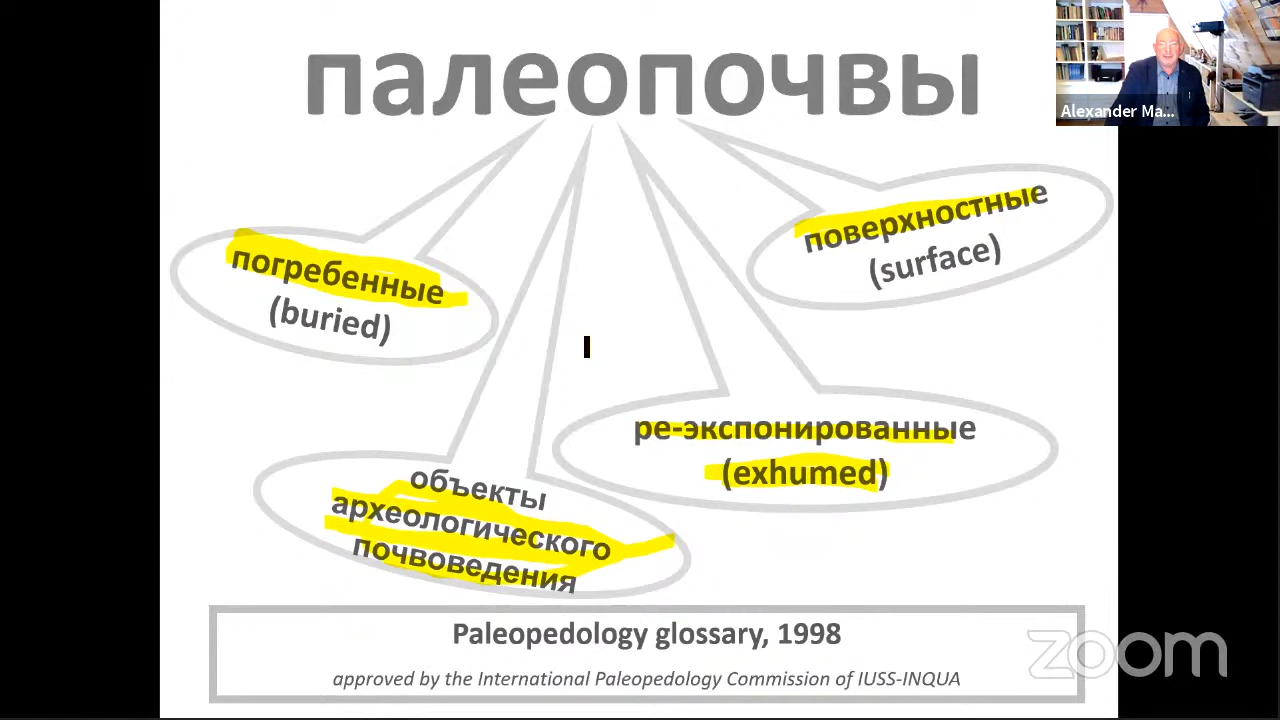 палеопочвы
Alexander Ma...
погребенные
(buried)
поверхностные
(surface)
ре-экспонированные
(exhumed)
объекты
археологического
почвоведения
Paleopedology glossary, 1998
approved by the International Paleopedology Commission of IUSS-INQUA
zoom